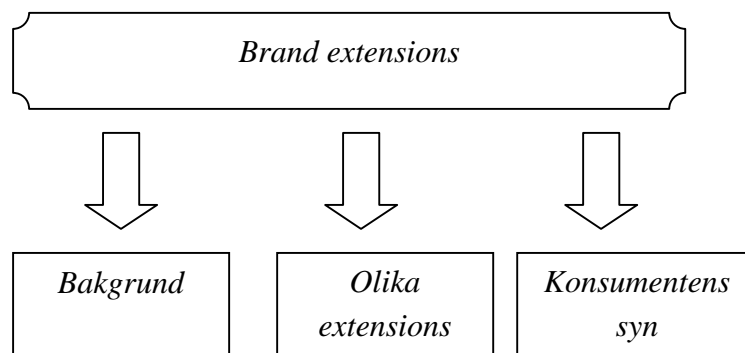 Brand extensions
Bakgrund
Olika
extensions
Konsumentens
syn